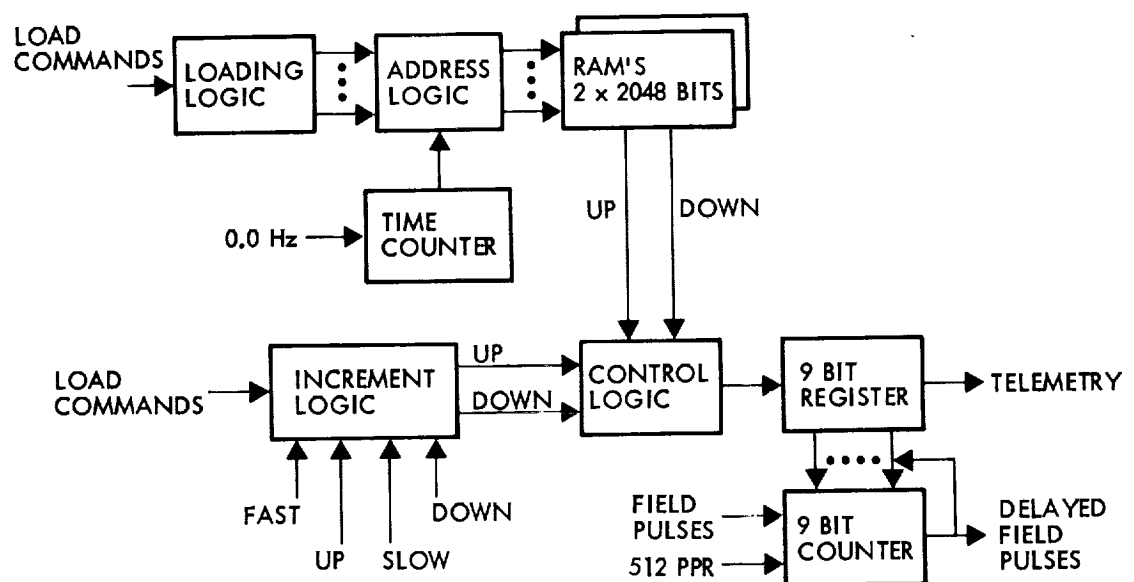 LOAD
COMMANDS
LOADING
LOGIC
ADDRESS
LOGIC
RAM'S
2 x 2048 BITS
UP
DOWN
0.0 Hz
TIME
COUNTER
LOAD
COMMANDS
INCREMENT
LOGIC
UP
DOWN
CONTROL
LOGIC
9 BIT
REGISTER
TELEMETRY
FAST
UP
SLOW
DOWN
FIELD
PULSES
512 PPR
9 BIT
COUNTER
DELAYED
FIELD
PULSES